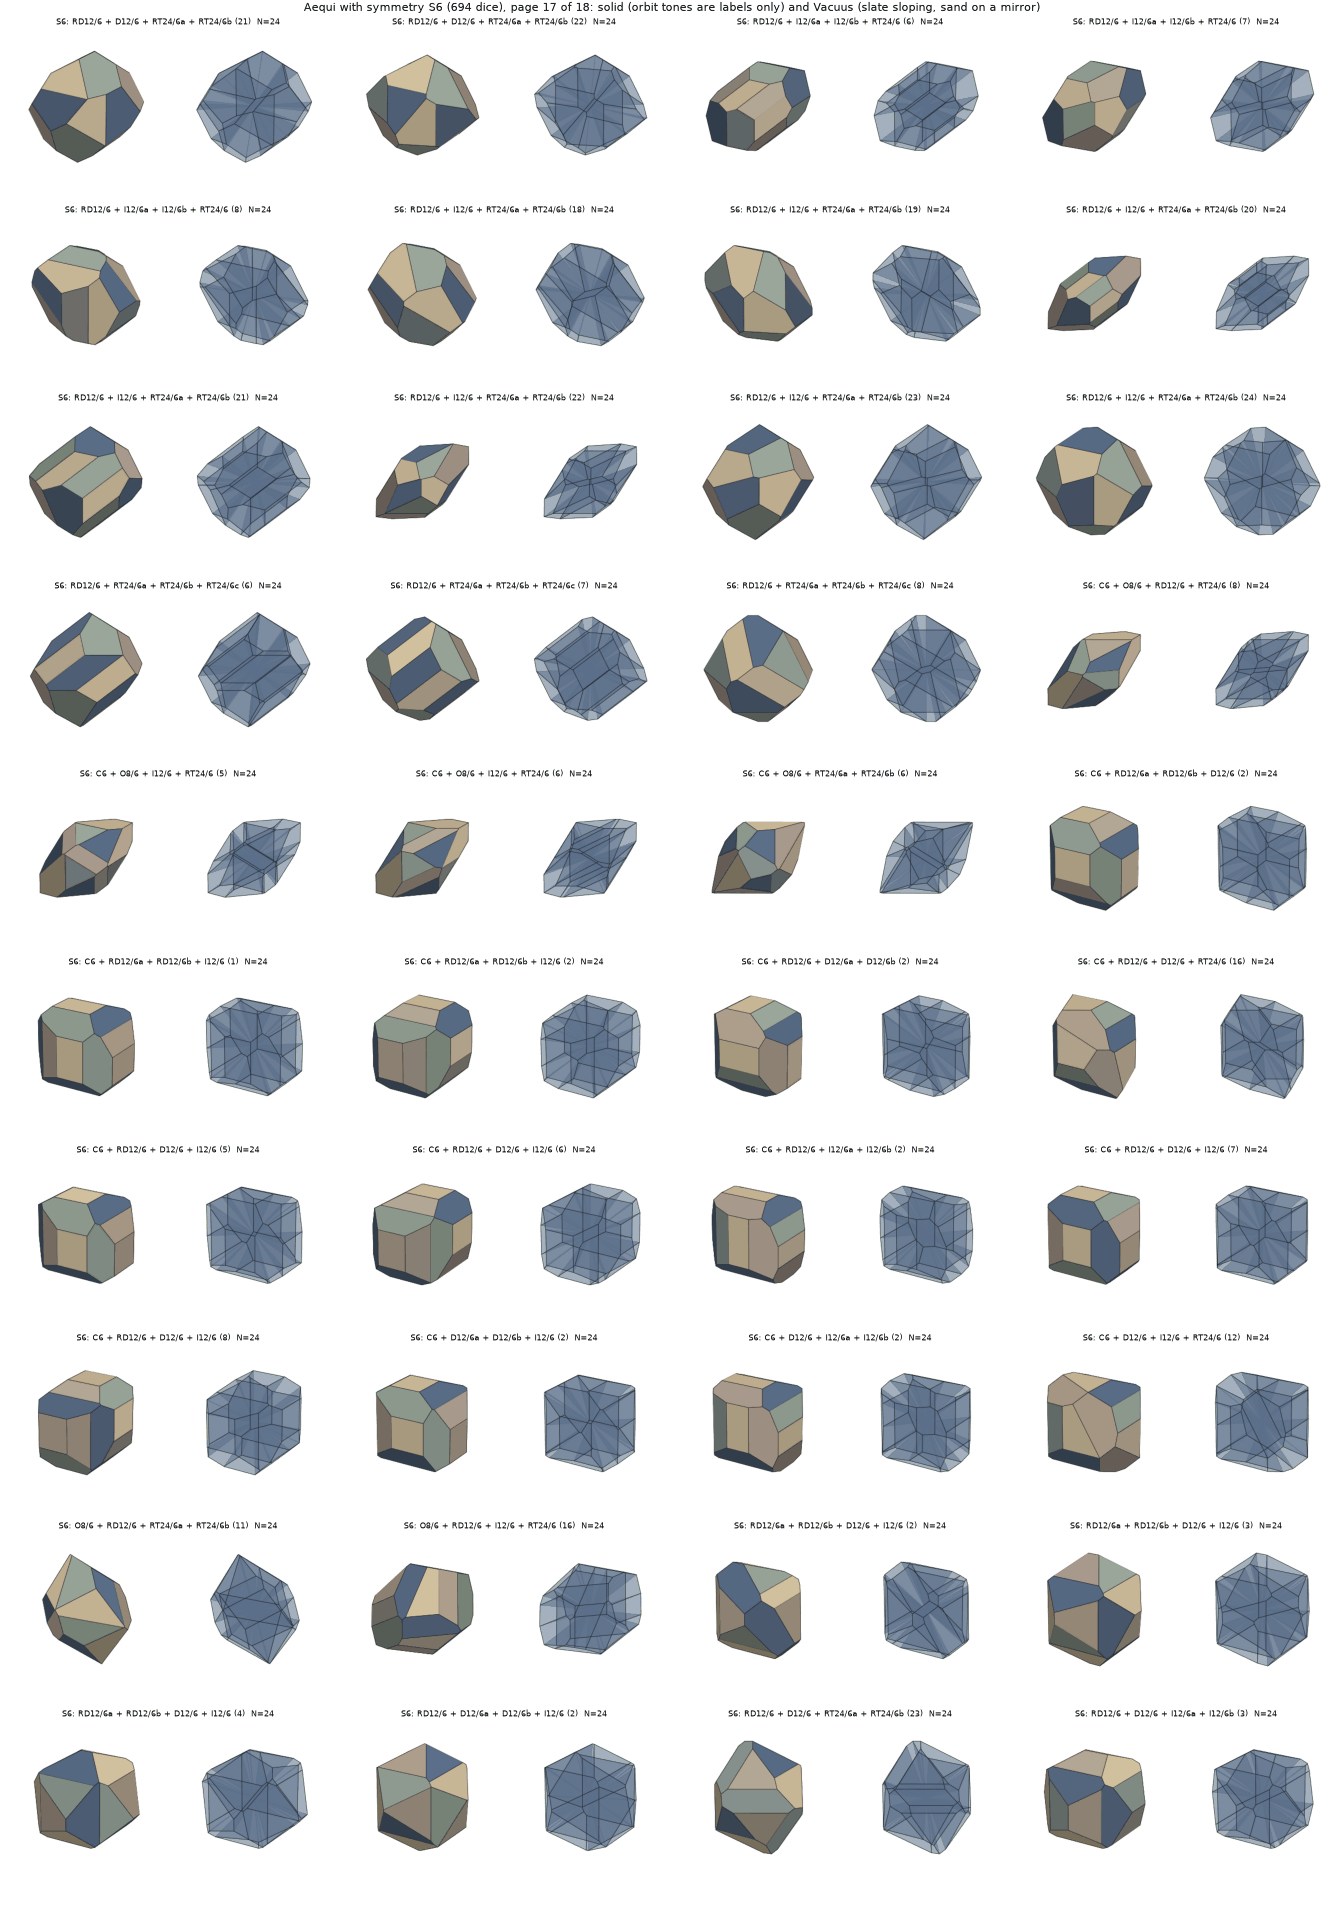 Aequi with symmetry S6 (694 dice), page 17 of 18: solid (orbit tones are labels only) and Vacuus (slate sloping, sand on a mirror)
S6: RD12/6 + D12/6 + RT24/6a + RT24/6b (21)  N=24
S6: RD12/6 + D12/6 + RT24/6a + RT24/6b (22)  N=24
S6: RD12/6 + I12/6a + I12/6b + RT24/6 (6)  N=24
S6: RD12/6 + I12/6a + I12/6b + RT24/6 (7)  N=24
S6: RD12/6 + I12/6a + I12/6b + RT24/6 (8)  N=24
S6: RD12/6 + I12/6 + RT24/6a + RT24/6b (18)  N=24
S6: RD12/6 + I12/6 + RT24/6a + RT24/6b (19)  N=24
S6: RD12/6 + I12/6 + RT24/6a + RT24/6b (20)  N=24
S6: RD12/6 + I12/6 + RT24/6a + RT24/6b (21)  N=24
S6: RD12/6 + I12/6 + RT24/6a + RT24/6b (22)  N=24
S6: RD12/6 + I12/6 + RT24/6a + RT24/6b (23)  N=24
S6: RD12/6 + I12/6 + RT24/6a + RT24/6b (24)  N=24
S6: RD12/6 + RT24/6a + RT24/6b + RT24/6c (6)  N=24
S6: RD12/6 + RT24/6a + RT24/6b + RT24/6c (7)  N=24
S6: RD12/6 + RT24/6a + RT24/6b + RT24/6c (8)  N=24
S6: C6 + O8/6 + RD12/6 + RT24/6 (8)  N=24
S6: C6 + O8/6 + I12/6 + RT24/6 (5)  N=24
S6: C6 + O8/6 + I12/6 + RT24/6 (6)  N=24
S6: C6 + O8/6 + RT24/6a + RT24/6b (6)  N=24
S6: C6 + RD12/6a + RD12/6b + D12/6 (2)  N=24
S6: C6 + RD12/6a + RD12/6b + I12/6 (1)  N=24
S6: C6 + RD12/6a + RD12/6b + I12/6 (2)  N=24
S6: C6 + RD12/6 + D12/6a + D12/6b (2)  N=24
S6: C6 + RD12/6 + D12/6 + RT24/6 (16)  N=24
S6: C6 + RD12/6 + D12/6 + I12/6 (5)  N=24
S6: C6 + RD12/6 + D12/6 + I12/6 (6)  N=24
S6: C6 + RD12/6 + I12/6a + I12/6b (2)  N=24
S6: C6 + RD12/6 + D12/6 + I12/6 (7)  N=24
S6: C6 + RD12/6 + D12/6 + I12/6 (8)  N=24
S6: C6 + D12/6a + D12/6b + I12/6 (2)  N=24
S6: C6 + D12/6 + I12/6a + I12/6b (2)  N=24
S6: C6 + D12/6 + I12/6 + RT24/6 (12)  N=24
S6: O8/6 + RD12/6 + RT24/6a + RT24/6b (11)  N=24
S6: O8/6 + RD12/6 + I12/6 + RT24/6 (16)  N=24
S6: RD12/6a + RD12/6b + D12/6 + I12/6 (2)  N=24
S6: RD12/6a + RD12/6b + D12/6 + I12/6 (3)  N=24
S6: RD12/6a + RD12/6b + D12/6 + I12/6 (4)  N=24
S6: RD12/6 + D12/6a + D12/6b + I12/6 (2)  N=24
S6: RD12/6 + D12/6 + RT24/6a + RT24/6b (23)  N=24
S6: RD12/6 + D12/6 + I12/6a + I12/6b (3)  N=24